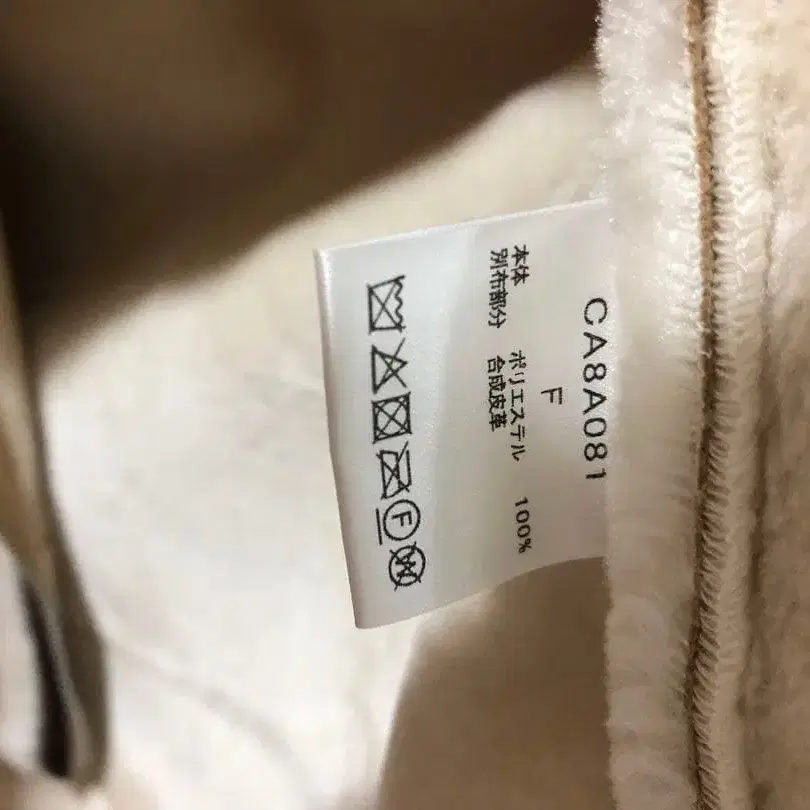 CA8A081
F
本体 ポリエステル 100%
別布部分 合成皮革
F
W